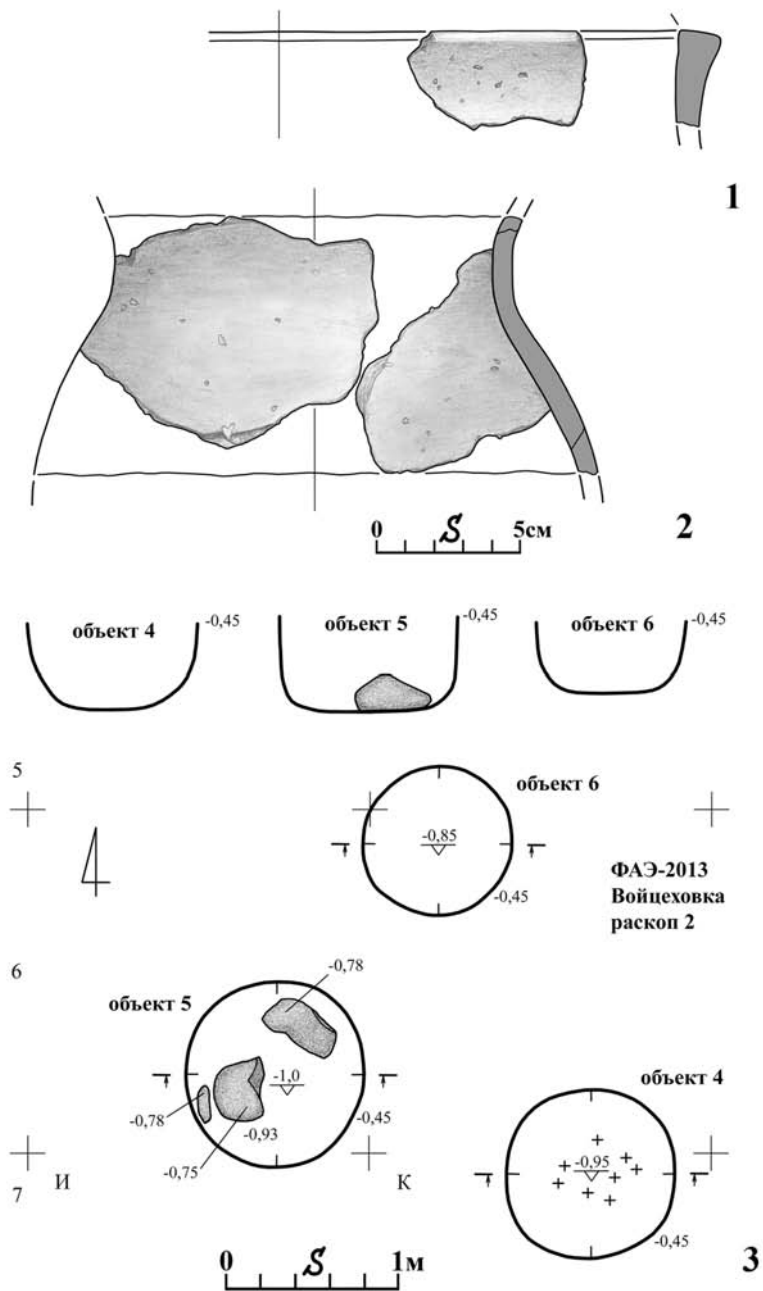 1
2
0 S 5см
объект 4
-0,45
объект 5
-0,45
объект 6
-0,45
5
объект 6
-0,85
-0,45
ФАЭ-2013
Войцеховка
раскоп 2
6
объект 5
-0,78
-1,0
-0,78
-0,75
-0,93
-0,45
объект 4
-0,95
-0,45
7
И
К
0 S 1м
3